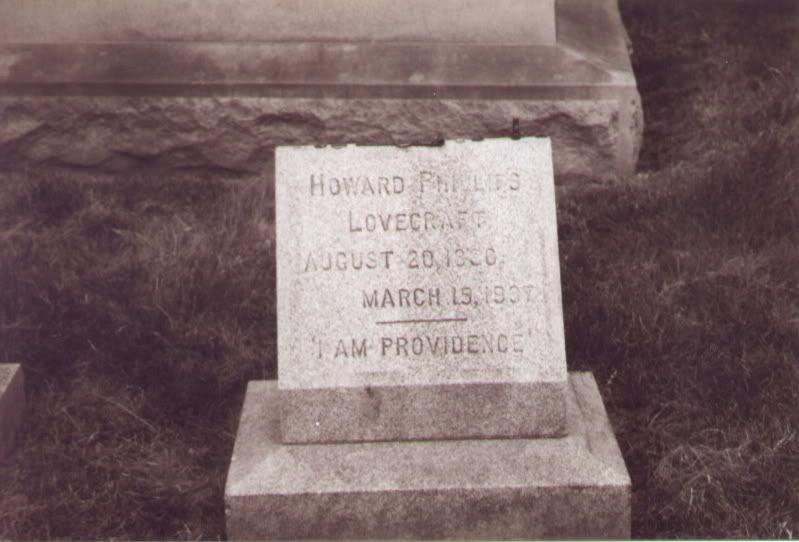 HOWARD PHILLIPS
LOVECRAFT
AUGUST 20, 1890,
MARCH 15, 1937
"I AM PROVIDENCE"